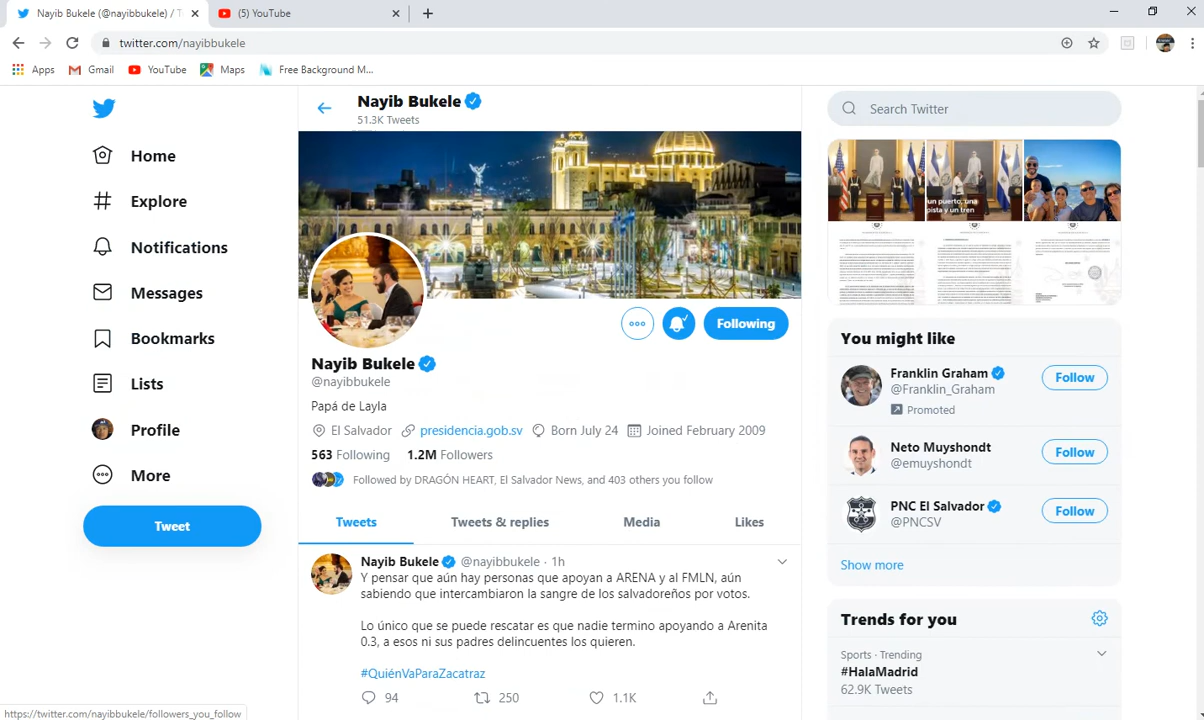 Nayib Bukele (@nayibbukele) / T
(5) YouTube
twitter.com/nayibbukele
Apps
Gmail
YouTube
Maps
Free Background M...
Nayib Bukele
51.3K Tweets
Search Twitter
Home
Explore
Notifications
Messages
Bookmarks
Lists
Profile
More
Tweet
un puerto, una
pista y un tren
Following
Nayib Bukele
@nayibbukele
Papá de Layla
El Salvador presidencia.gob.sv Born July 24 Joined February 2009
563 Following 1.2M Followers
Followed by DRAGÓN HEART, El Salvador News, and 403 others you follow
Tweets Tweets & replies Media Likes
Nayib Bukele @nayibbukele · 1h
Y pensar que aún hay personas que apoyan a ARENA y al FMLN, aún
sabiendo que intercambiaron la sangre de los salvadoreños por votos.
Lo único que se puede rescatar es que nadie termino apoyando a Arenita
0.3, a esos ni sus padres delincuentes los quieren.
#QuiénVaParaZacatraz
94 250 1.1K
You might like
Franklin Graham
@Franklin_Graham
Promoted
Follow
Neto Muyshondt
@emuyshondt
Follow
PNC El Salvador
@PNCSV
Follow
Show more
Trends for you
Sports · Trending
#HalaMadrid
62.9K Tweets
https://twitter.com/nayibbukele/followers_you_follow